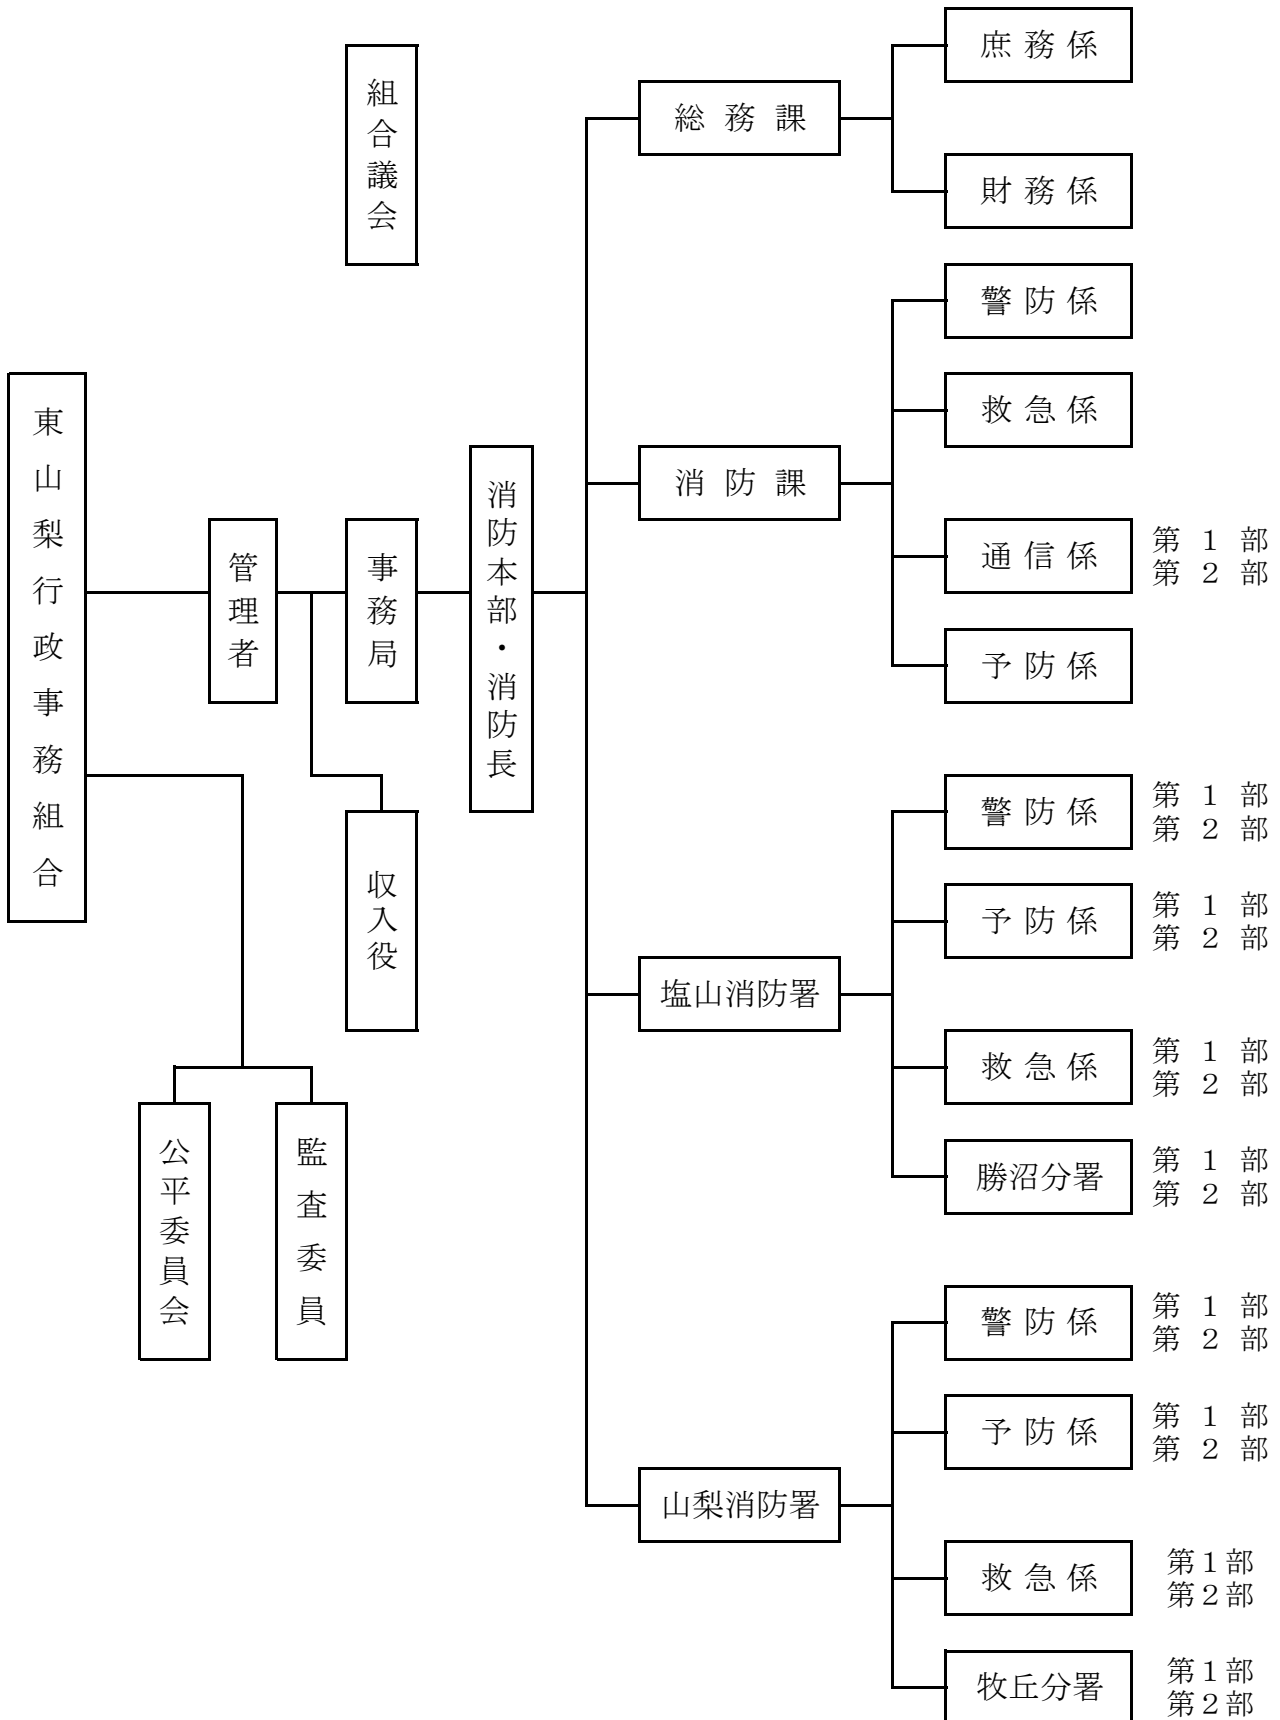 組合議会
東山梨行政事務組合
管理者
事務局
消防本部・消防長
収入役
公平委員会
監査委員
総務課
庶務係
財務係
消防課
警防係
救急係
通信係
第1部
第2部
予防係
塩山消防署
警防係
第1部
第2部
予防係
第1部
第2部
救急係
第1部
第2部
勝沼分署
第1部
第2部
山梨消防署
警防係
第1部
第2部
予防係
第1部
第2部
救急係
第1部
第2部
牧丘分署
第1部
第2部